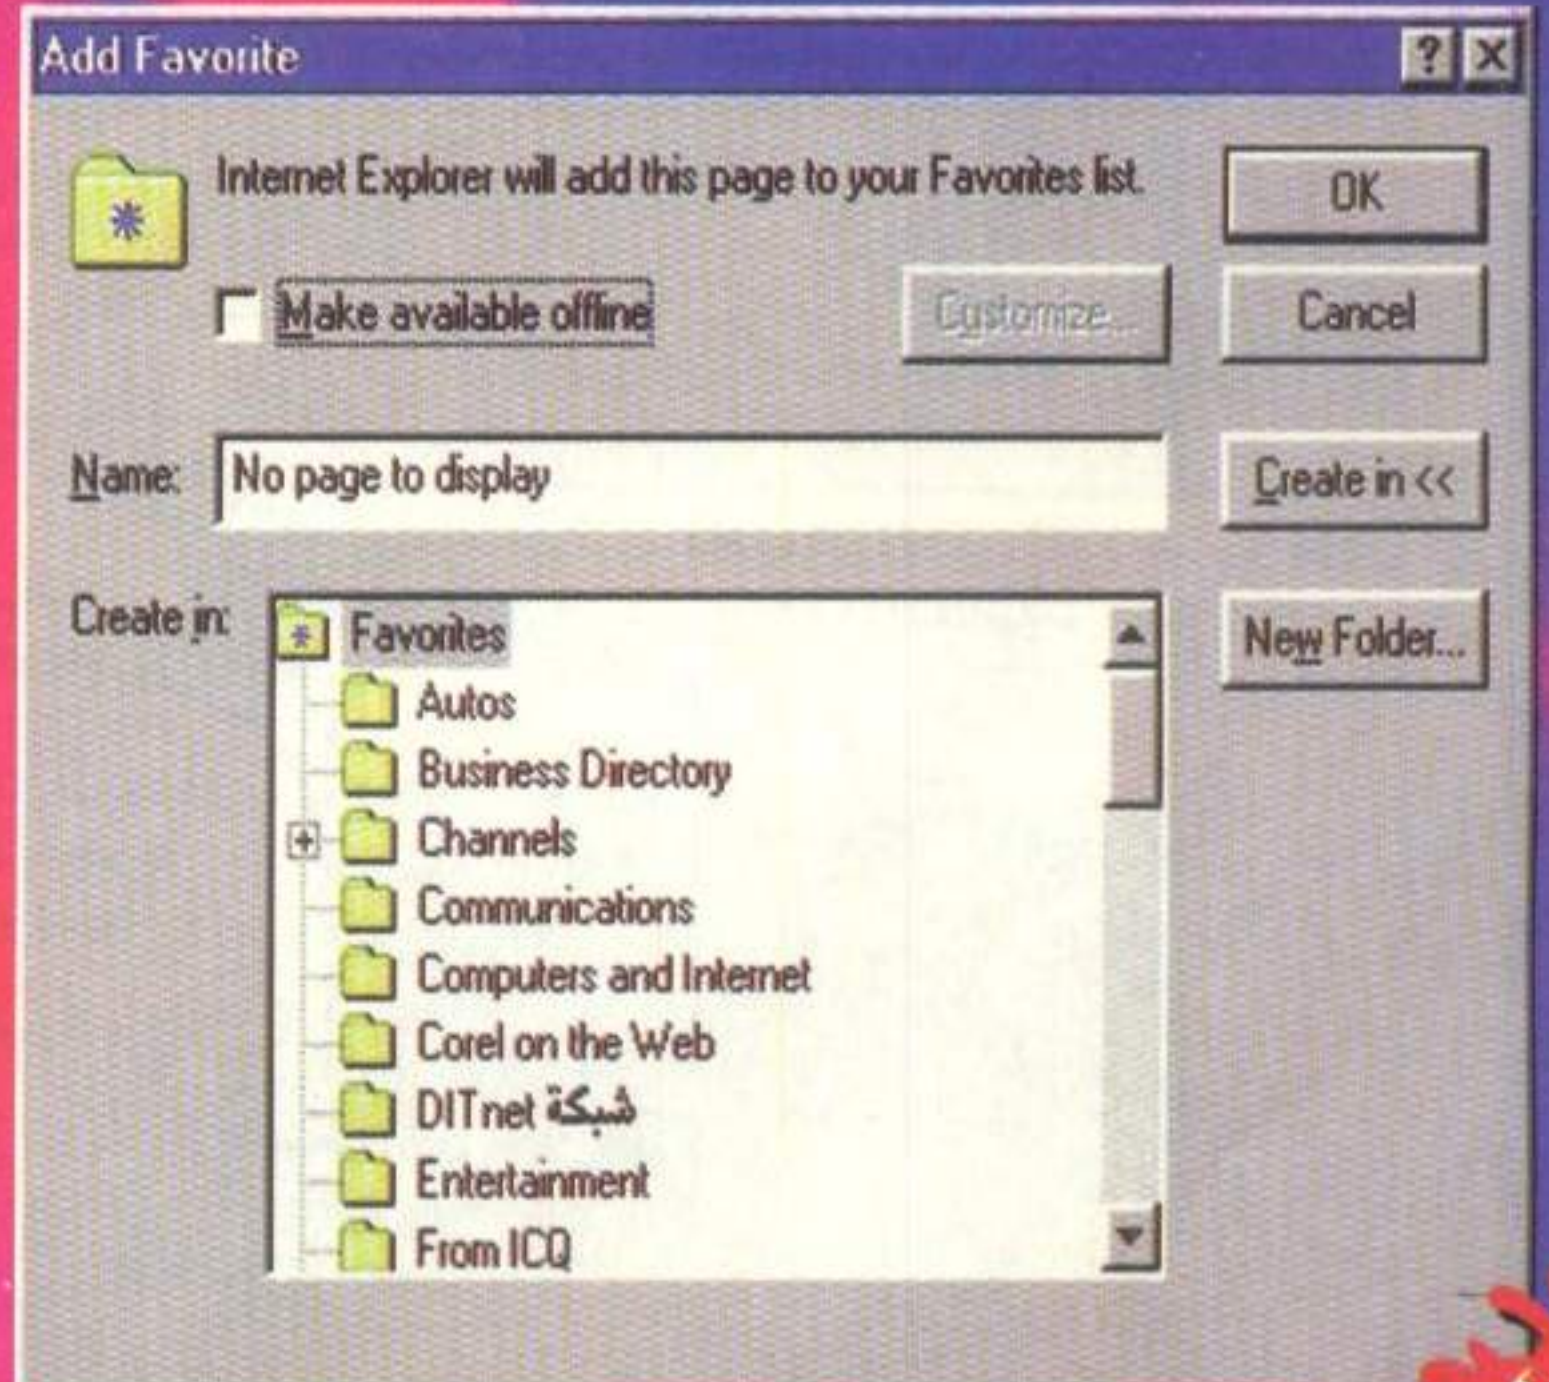 Add Favorite
Internet Explorer will add this page to your Favorites list.
OK
Make available offline
Customize...
Cancel
Name:
No page to display
Create in <<
Create in:
Favorites
New Folder...
Autos
Business Directory
Channels
Communications
Computers and Internet
Corel on the Web
DITnet شبكة
Entertainment
From ICQ